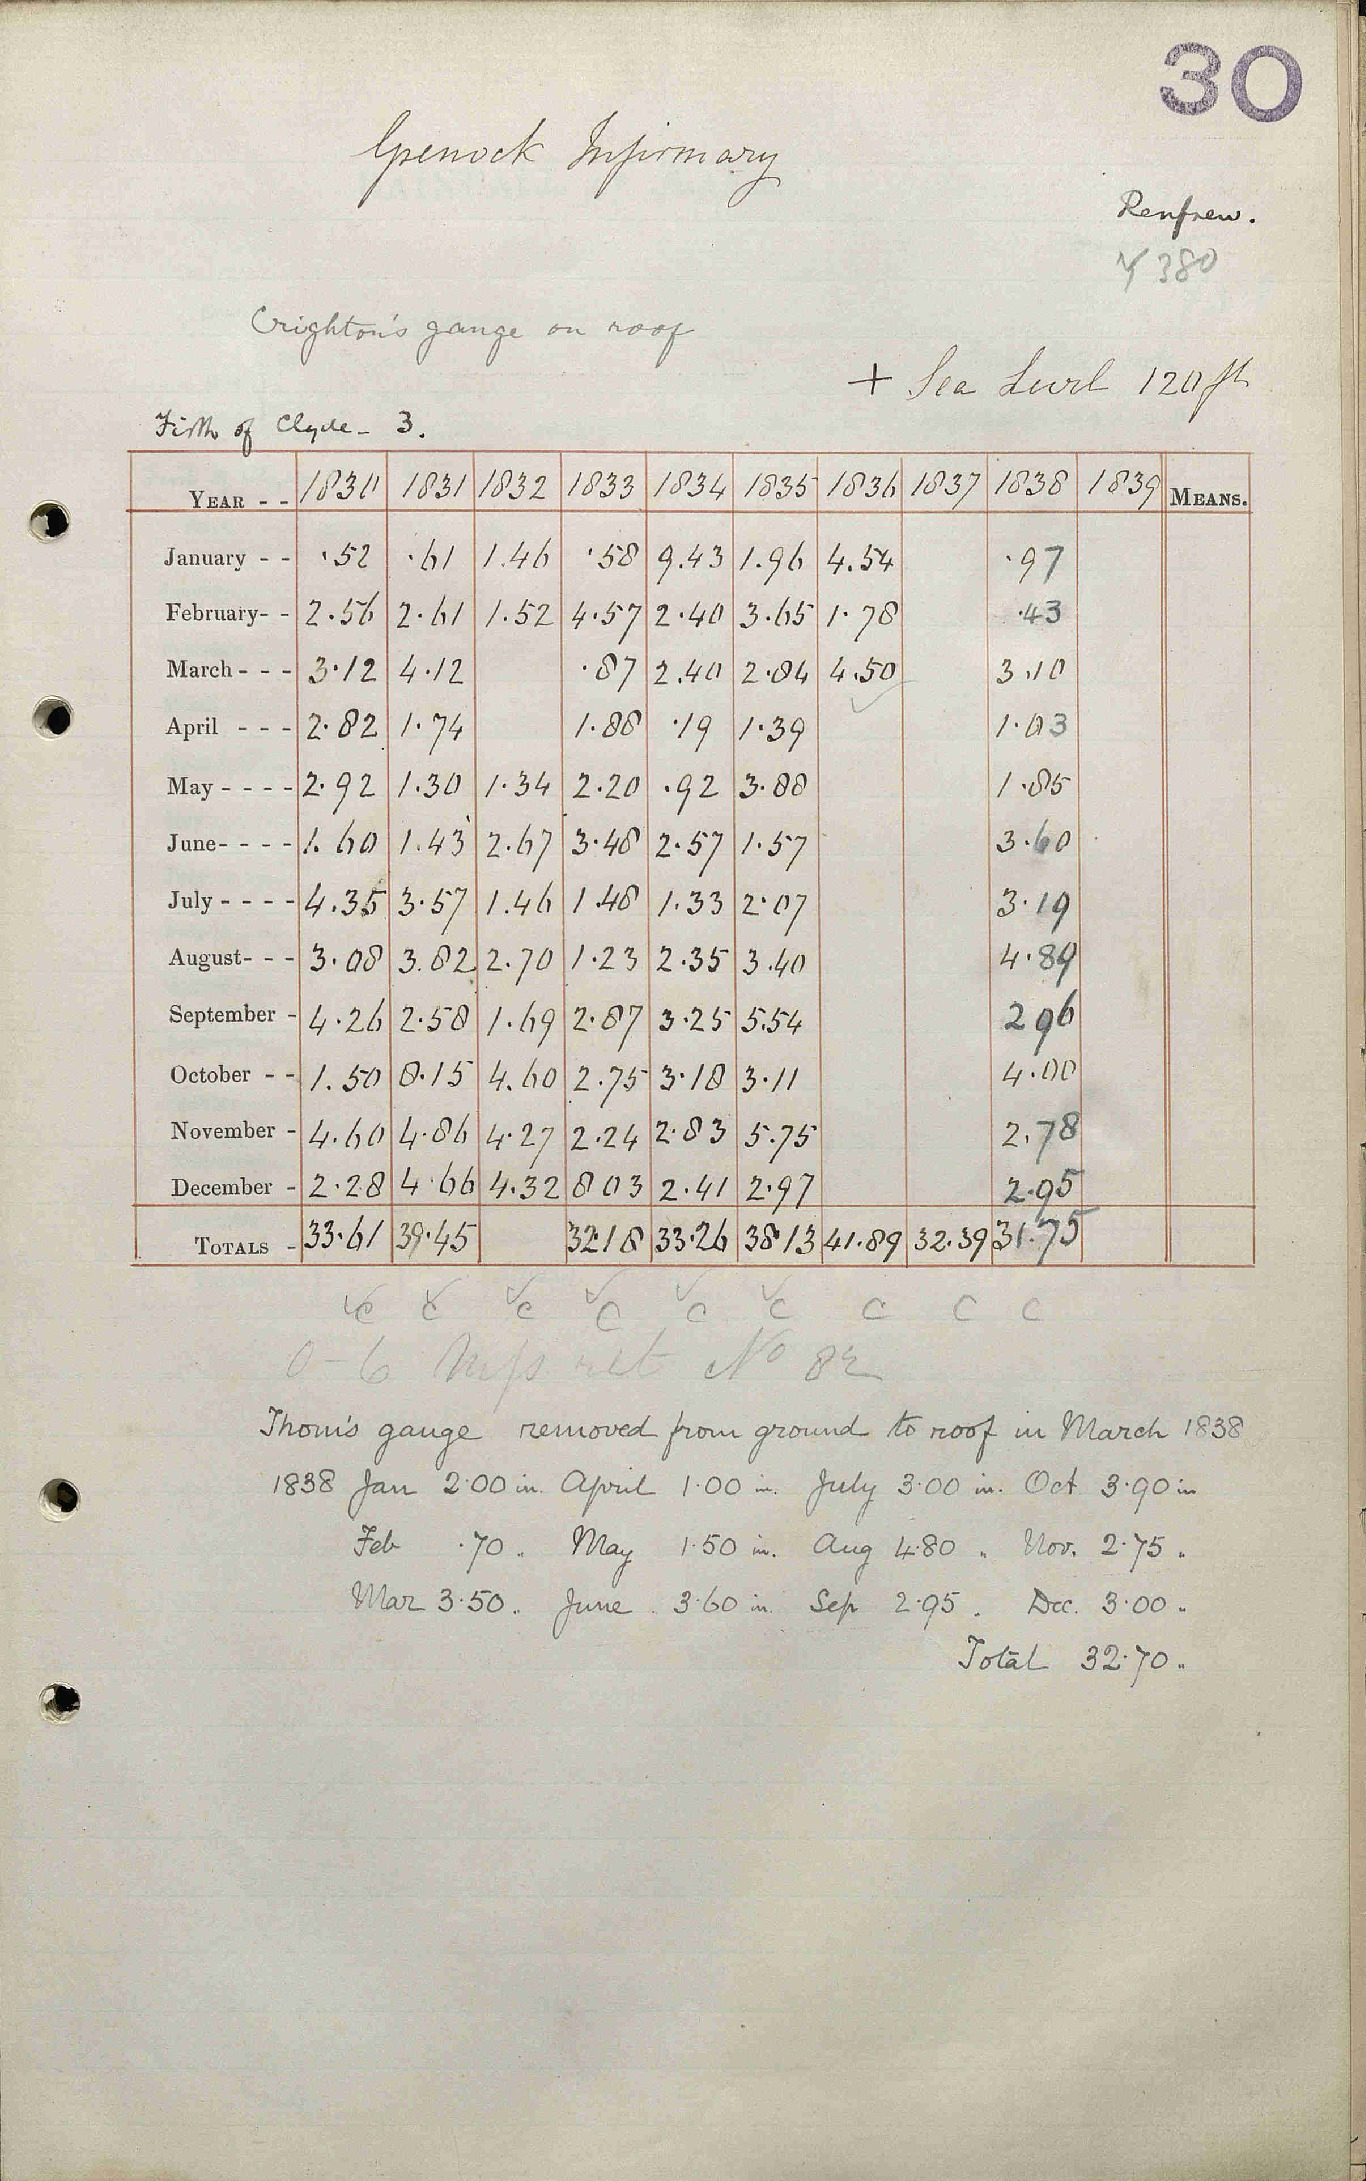 30
Greenock Infirmary
Renfrew.
380
Crighton's gauge on roof
+ Sea Level 120 ft
Firth of Clyde - 3.
YEAR - - 1830 1831 1832 1833 1834 1835 1836 1837 1838 1839 MEANS.
January - - ·52 ·61 1.46 ·58 9.43 1.96 4.54 ·97
February- - 2.56 2.61 1.52 4.57 2.40 3.65 1.78 ·43
March - - - 3.12 4.12 ·87 2.40 2.84 4.50 3.10
April - - - 2.82 1.74 1.88 ·19 1.39 1.03
May - - - - 2.92 1.30 1.34 2.20 .92 3.88 1.85
June- - - - 1.60 1.43 2.67 3.48 2.57 1.57 3.60
July - - - - 4.35 3.57 1.46 1.48 1.33 2.07 3.19
August- - - 3.08 3.82 2.70 1.23 2.35 3.40 4.89
September - 4.26 2.58 1.69 2.87 3.25 5.54 2 96
October - - 1.50 8.15 4.60 2.75 3.18 3.11 4.00
November - 4.60 4.86 4.27 2.24 2.83 5.75 2.78
December - 2.28 4.66 4.32 8 03 2.41 2.97 2.95
TOTALS - 33.61 39.45 32.18 33.26 38.13 41.89 32.39 31.75
✓c ✓c ✓c ✓c ✓c ✓c c c c
0-6 No 82
Thom's gauge removed from ground to roof in March 1838
1838 Jan 2·00 in. April 1·00 in. July 3·00 in. Oct 3·90 in
Feb ·70 „ May 1·50 in. Aug 4·80 „ Nov. 2·75 „
Mar 3·50 „ June 3·60 in. Sep 2·95 „ Dec. 3·00 „
Total 32·70 „